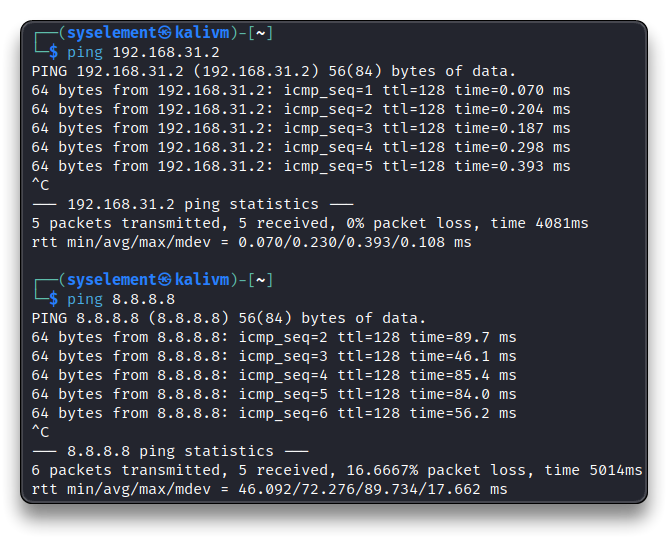 ┌──(syselement㉿kalivm)-[~]
└─$ ping 192.168.31.2
PING 192.168.31.2 (192.168.31.2) 56(84) bytes of data.
64 bytes from 192.168.31.2: icmp_seq=1 ttl=128 time=0.070 ms
64 bytes from 192.168.31.2: icmp_seq=2 ttl=128 time=0.204 ms
64 bytes from 192.168.31.2: icmp_seq=3 ttl=128 time=0.187 ms
64 bytes from 192.168.31.2: icmp_seq=4 ttl=128 time=0.298 ms
64 bytes from 192.168.31.2: icmp_seq=5 ttl=128 time=0.393 ms
^C
--- 192.168.31.2 ping statistics ---
5 packets transmitted, 5 received, 0% packet loss, time 4081ms
rtt min/avg/max/mdev = 0.070/0.230/0.393/0.108 ms
┌──(syselement㉿kalivm)-[~]
└─$ ping 8.8.8.8
PING 8.8.8.8 (8.8.8.8) 56(84) bytes of data.
64 bytes from 8.8.8.8: icmp_seq=2 ttl=128 time=89.7 ms
64 bytes from 8.8.8.8: icmp_seq=3 ttl=128 time=46.1 ms
64 bytes from 8.8.8.8: icmp_seq=4 ttl=128 time=85.4 ms
64 bytes from 8.8.8.8: icmp_seq=5 ttl=128 time=84.0 ms
64 bytes from 8.8.8.8: icmp_seq=6 ttl=128 time=56.2 ms
^C
--- 8.8.8.8 ping statistics ---
6 packets transmitted, 5 received, 16.6667% packet loss, time 5014ms
rtt min/avg/max/mdev = 46.092/72.276/89.734/17.662 ms